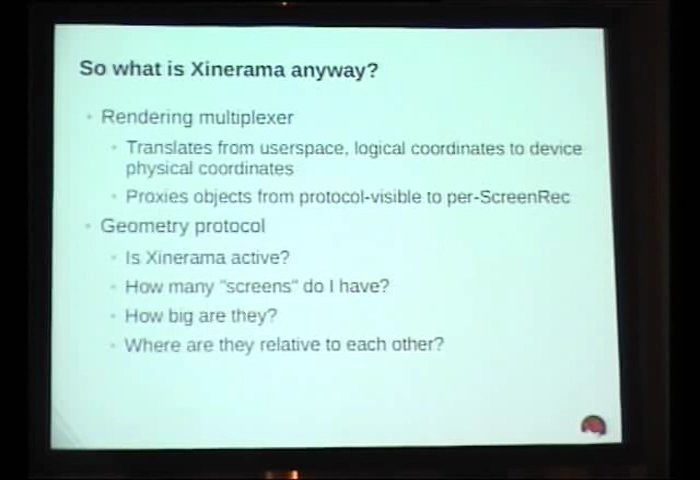 So what is Xinerama anyway?
Rendering multiplexer
Translates from userspace, logical coordinates to device
physical coordinates
Proxies objects from protocol-visible to per-ScreenRec
Geometry protocol
Is Xinerama active?
How many "screens" do I have?
How big are they?
Where are they relative to each other?